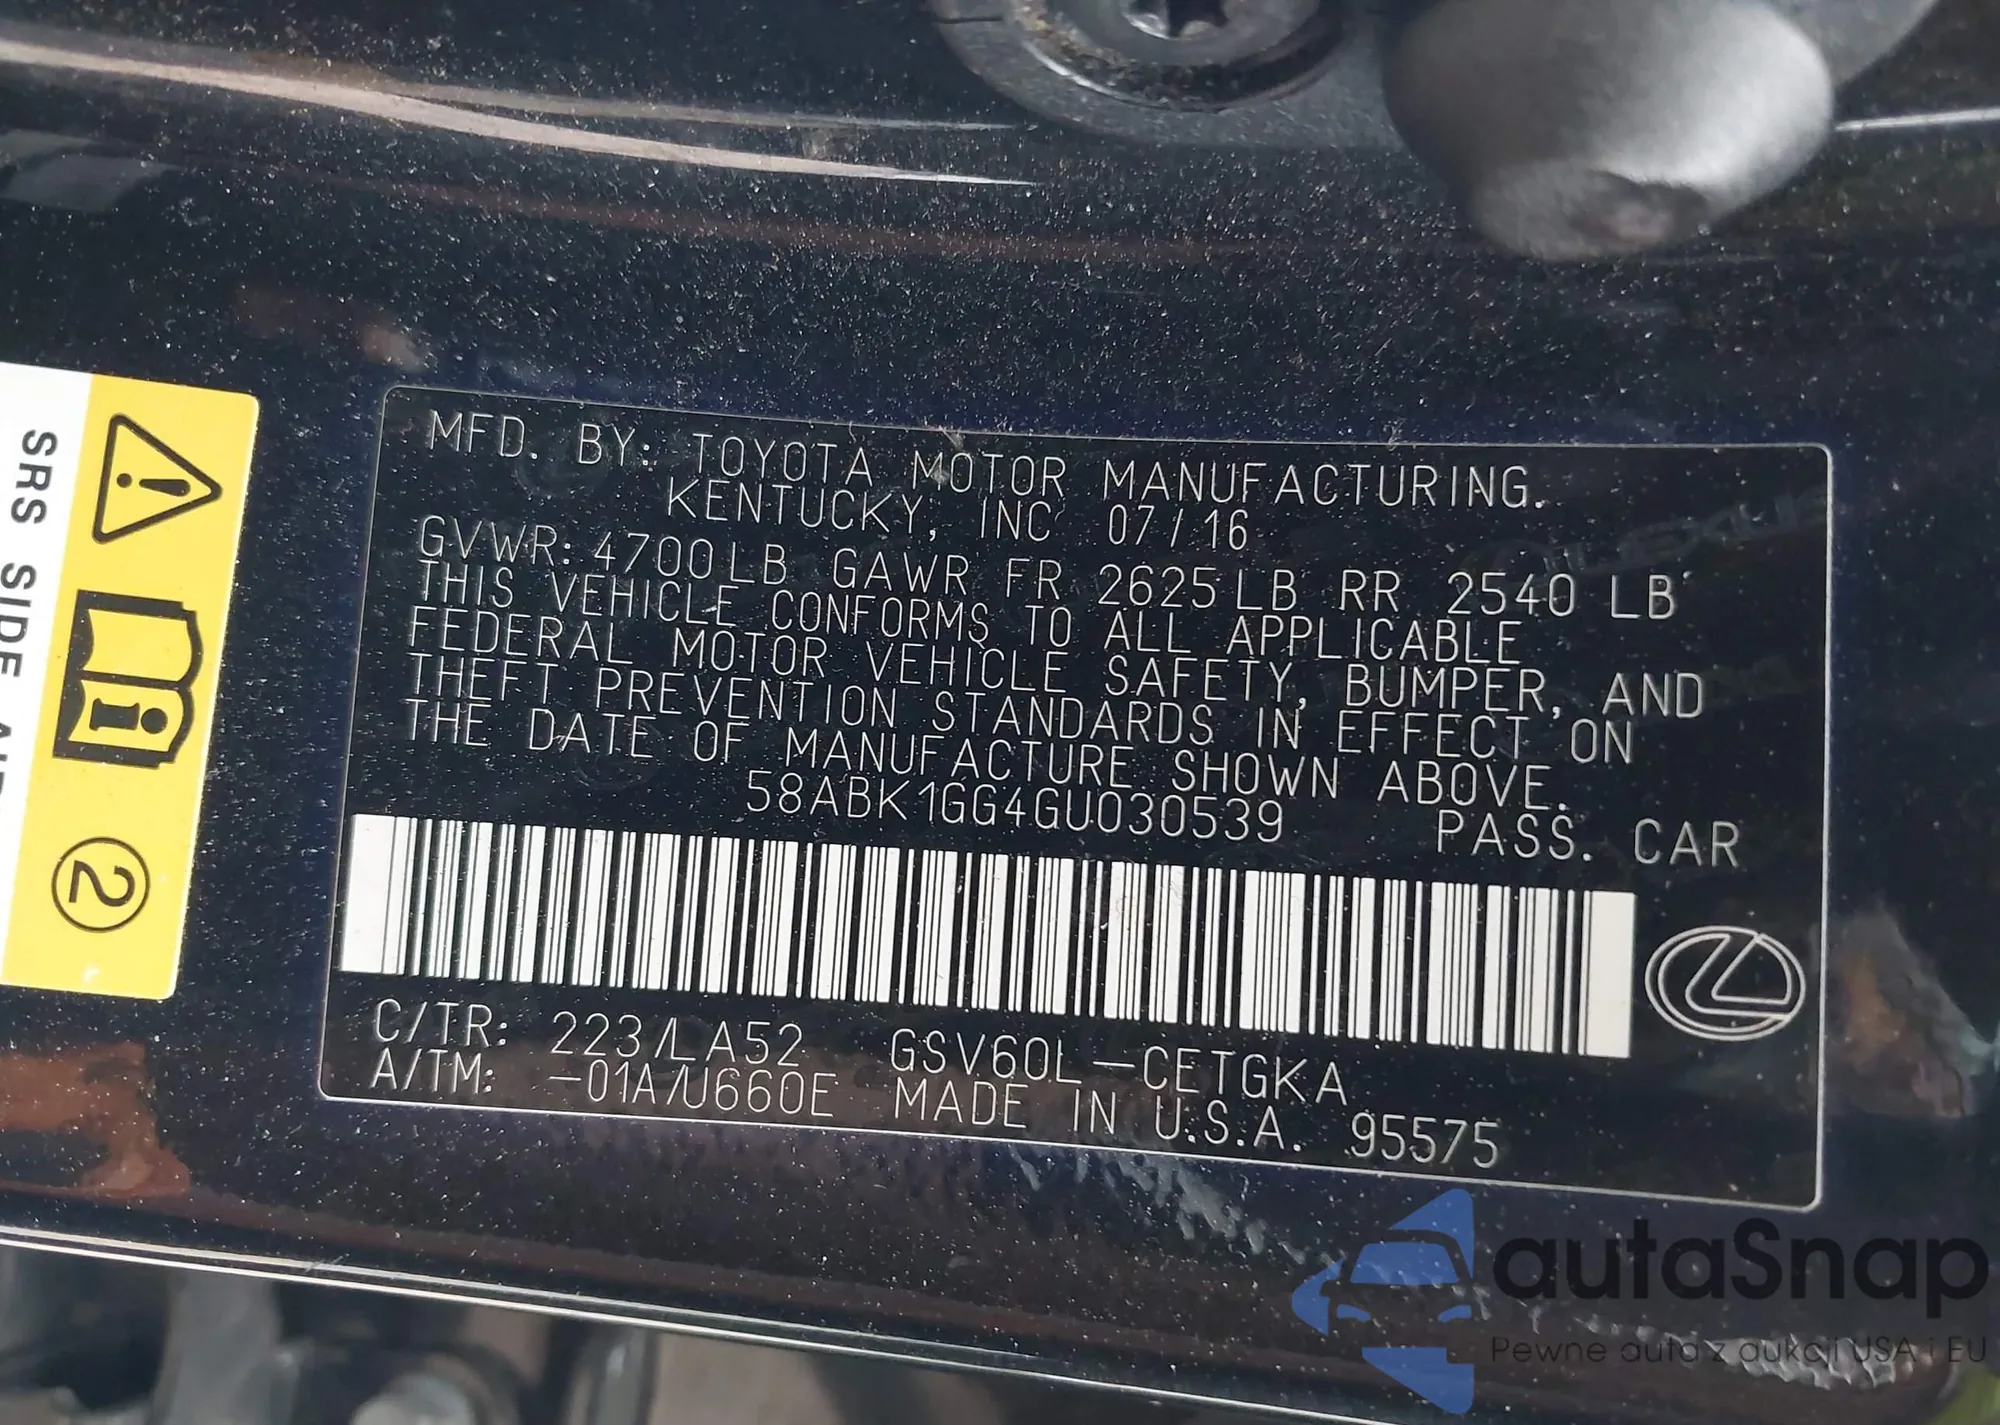 MFD. BY: TOYOTA MOTOR MANUFACTURING.
KENTUCKY, INC 07/16
GVWR: 4700LB GAWR FR 2625LB RR 2540 LB
THIS VEHICLE CONFORMS TO ALL APPLICABLE
FEDERAL MOTOR VEHICLE SAFETY, BUMPER, AND
THEFT PREVENTION STANDARDS IN EFFECT ON
THE DATE OF MANUFACTURE SHOWN ABOVE.
58ABK1GG4GU030539 PASS. CAR
C/TR: 223/LA52 GSV60L-CETGKA
A/TM: -01A/U660E MADE IN U.S.A. 95575
SRS SIDE
2
autaSnap
Pewne auta z aukcji USA i EU